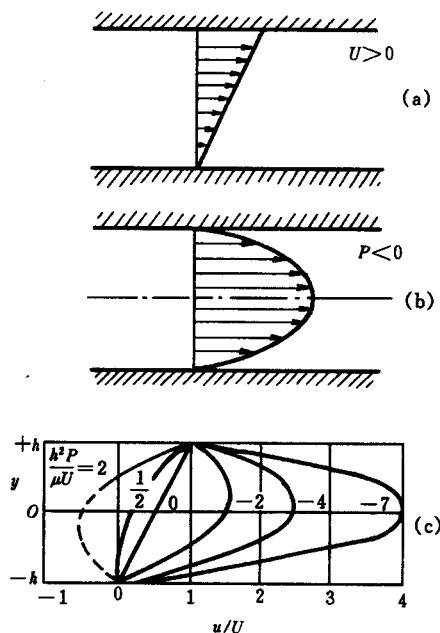 U>0
(a)
P<0
(b)
+h
h²P/μU=2
1/2
0
-2
-4
-7
(c)
y
O
-h
-1 0 1 2 3 4
u/U